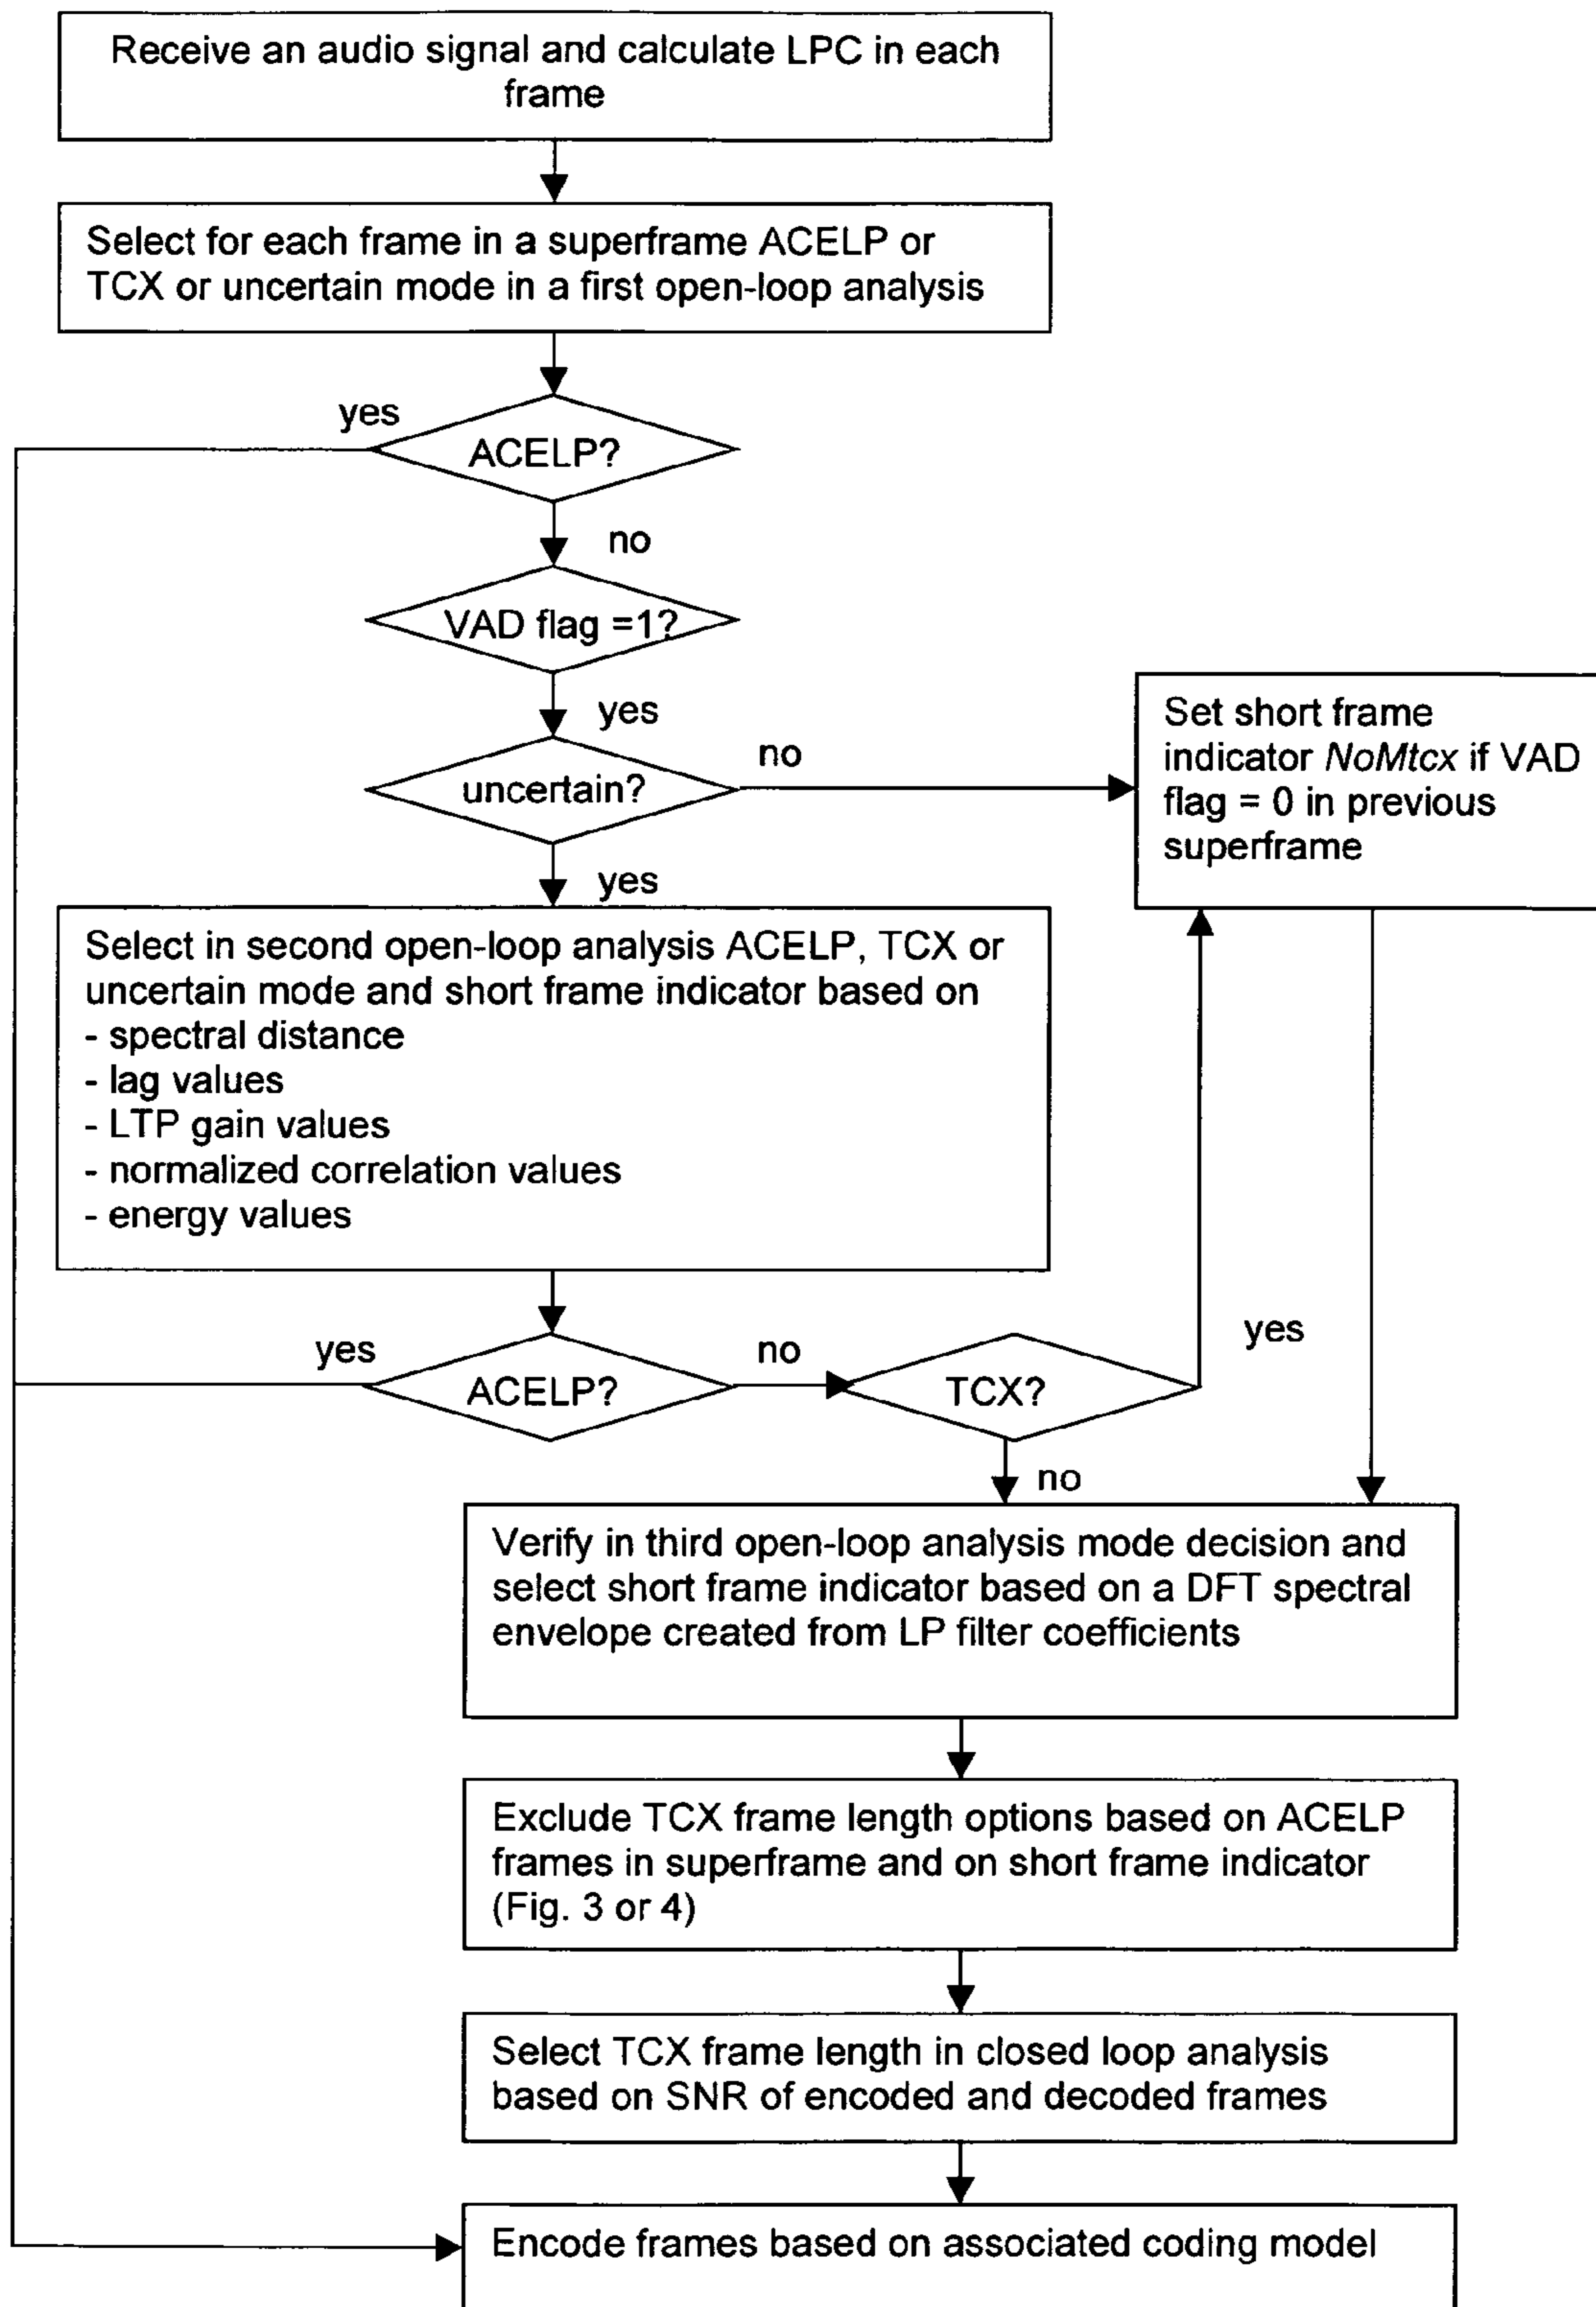 Receive an audio signal and calculate LPC in each
frame
Select for each frame in a superframe ACELP or
TCX or uncertain mode in a first open-loop analysis
yes
ACELP?
no
VAD flag =1?
yes
uncertain?
no
Set short frame
indicator NoMtcx if VAD
flag = 0 in previous
superframe
yes
Select in second open-loop analysis ACELP, TCX or
uncertain mode and short frame indicator based on
- spectral distance
- lag values
- LTP gain values
- normalized correlation values
- energy values
yes
ACELP?
no
TCX?
yes
no
Verify in third open-loop analysis mode decision and
select short frame indicator based on a DFT spectral
envelope created from LP filter coefficients
Exclude TCX frame length options based on ACELP
frames in superframe and on short frame indicator
(Fig. 3 or 4)
Select TCX frame length in closed loop analysis
based on SNR of encoded and decoded frames
Encode frames based on associated coding model